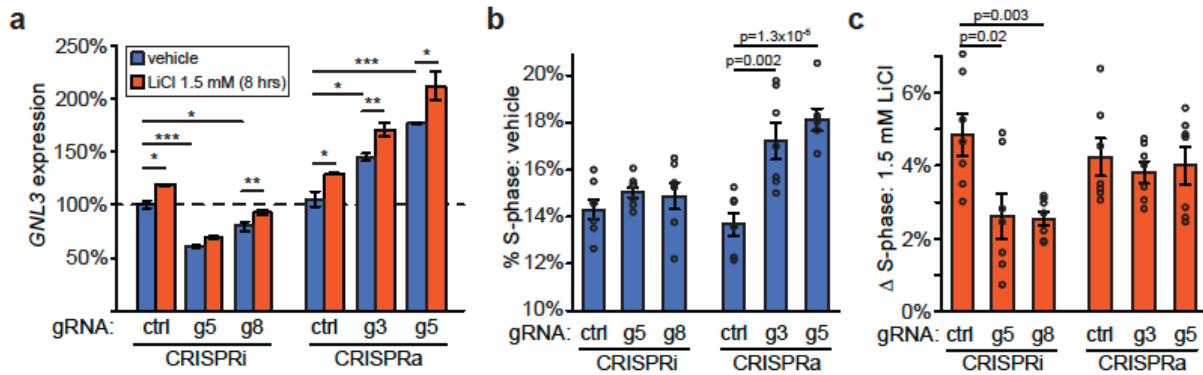 a
250%
200%
150%
100%
50%
GNL3 expression
vehicle
LiCl 1.5 mM (8 hrs)
*
***
*
**
*
*
***
**
*
gRNA: ctrl g5 g8 ctrl g3 g5
CRISPRi CRISPRa
b
20%
18%
16%
14%
12%
10%
% S-phase: vehicle
p=1.3x10⁻⁵
p=0.002
gRNA: ctrl g5 g8 ctrl g3 g5
CRISPRi CRISPRa
c
6%
4%
2%
0%
Δ S-phase: 1.5 mM LiCl
p=0.003
p=0.02
gRNA: ctrl g5 g8 ctrl g3 g5
CRISPRi CRISPRa